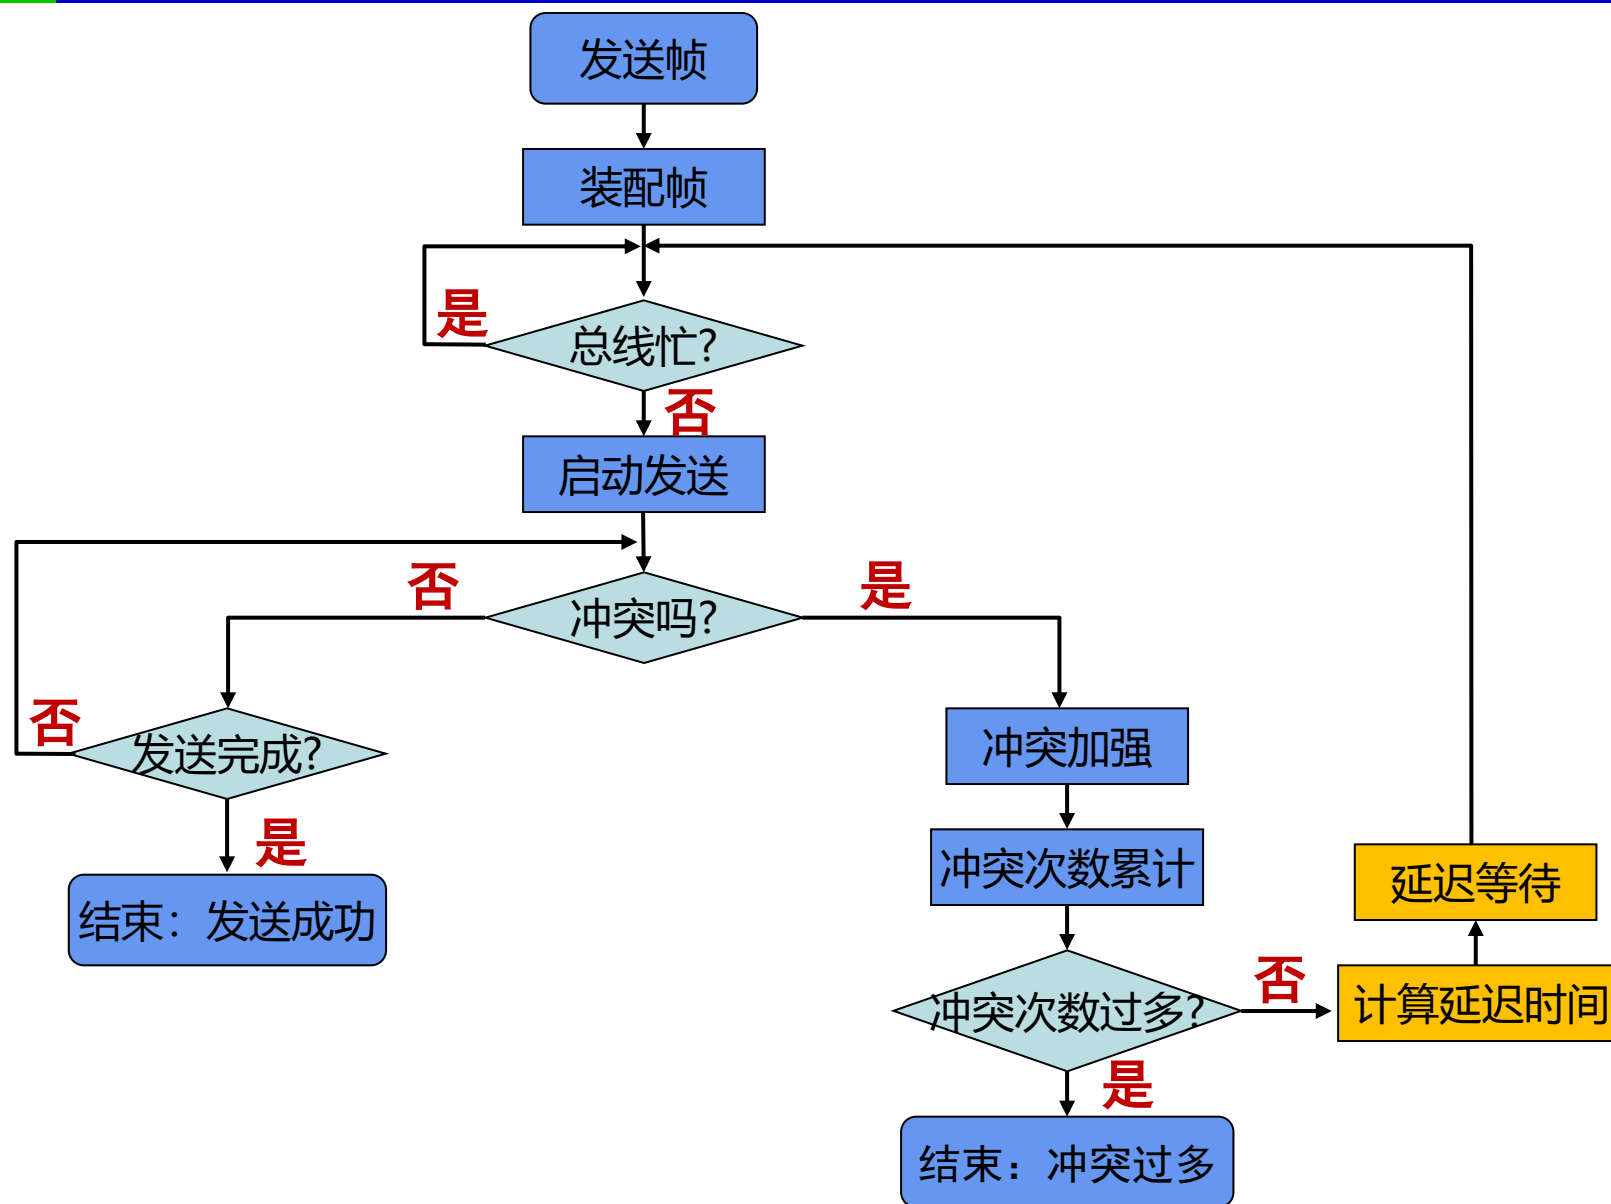 发送帧
装配帧
是
总线忙?
否
启动发送
否
是
冲突吗?
否
发送完成?
冲突加强
是
冲突次数累计
延迟等待
结束：发送成功
否
冲突次数过多?
计算延迟时间
是
结束：冲突过多